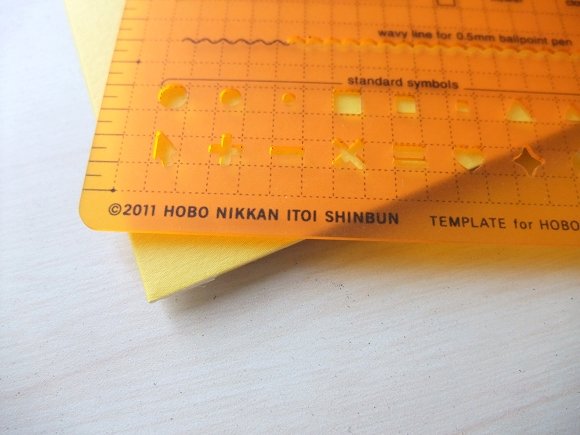 wavy line for 0.5mm ballpoint pen
standard symbols
©2011 HOBO NIKKAN ITOI SHINBUN TEMPLATE for HOBO